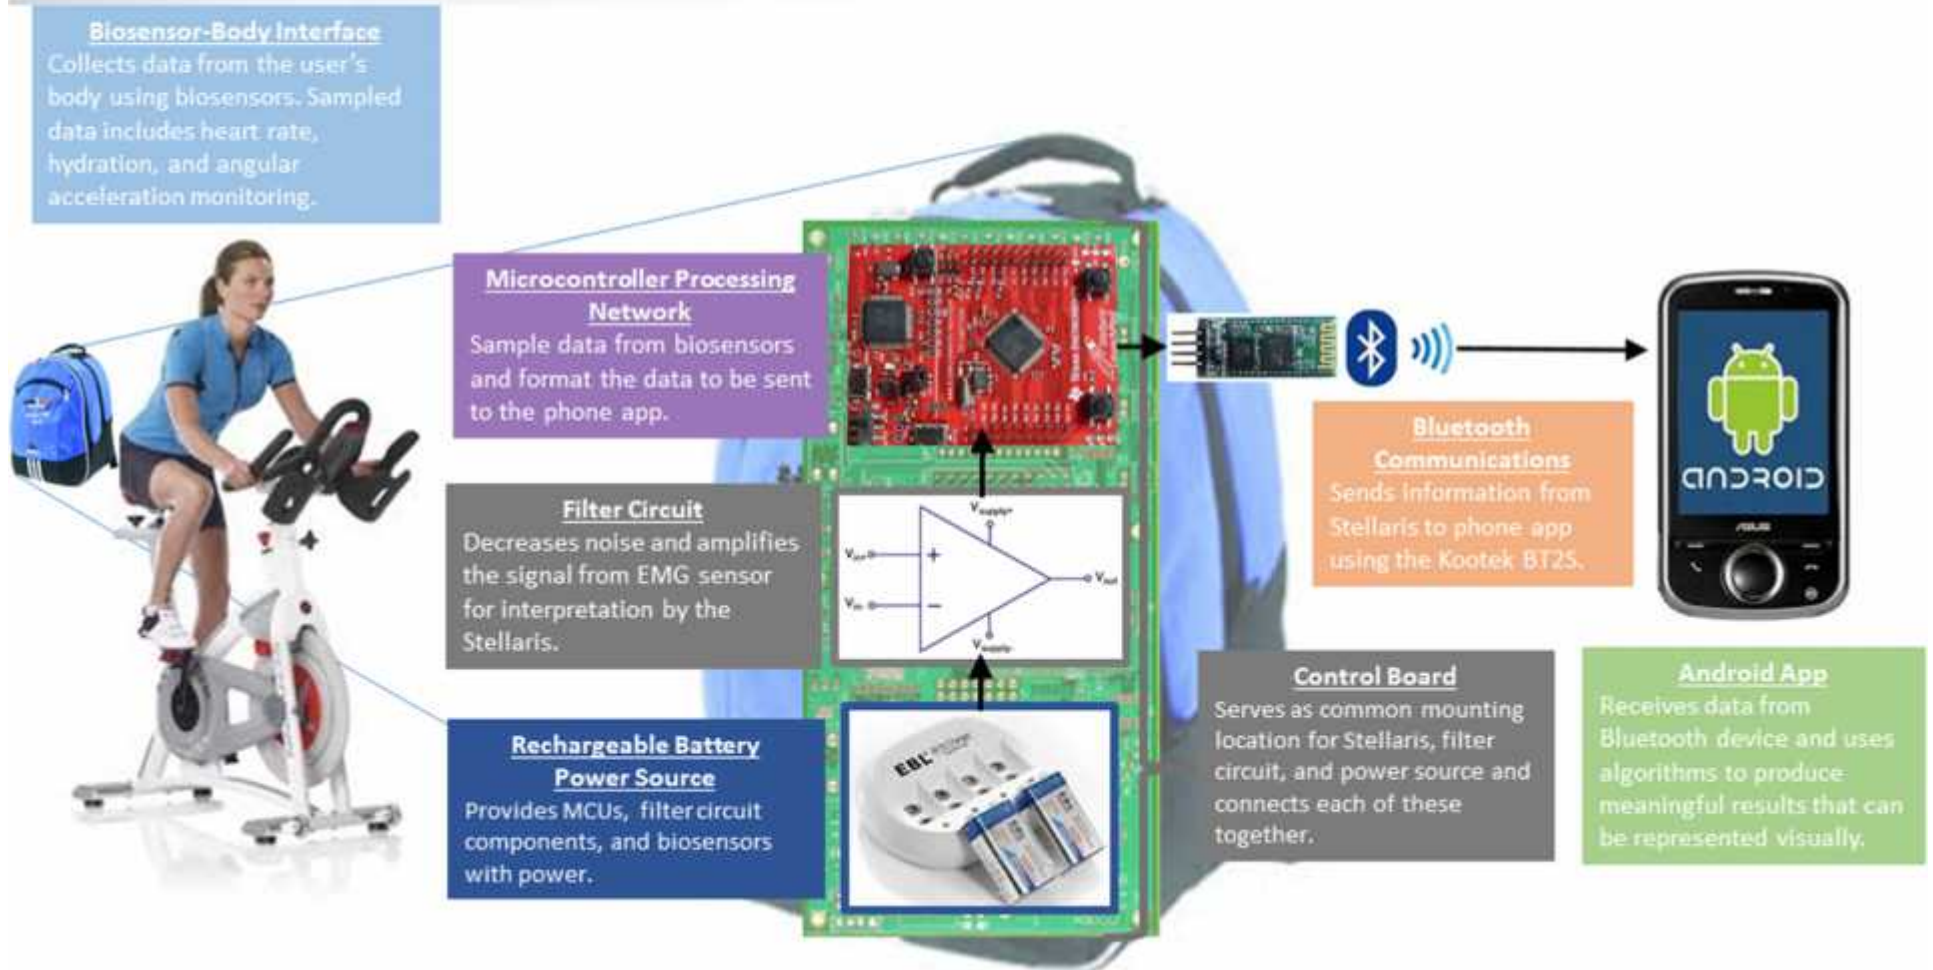 Biosensor-Body Interface
Collects data from the user's
body using biosensors. Sampled
data includes heart rate,
hydration, and angular
acceleration monitoring.
Microcontroller Processing
Network
Sample data from biosensors
and format the data to be sent
to the phone app.
Filter Circuit
Decreases noise and amplifies
the signal from EMG sensor
for interpretation by the
Stellaris.
Vsupply+
Vout
Vsupply-
Rechargeable Battery
Power Source
Provides MCUs, filter circuit
components, and biosensors
with power.
EBL
Bluetooth
Communications
Sends information from
Stellaris to phone app
using the Kootek BT2S.
ANDROID
ASUS
Control Board
Serves as common mounting
location for Stellaris, filter
circuit, and power source and
connects each of these
together.
Android App
Receives data from
Bluetooth device and uses
algorithms to produce
meaningful results that can
be represented visually.